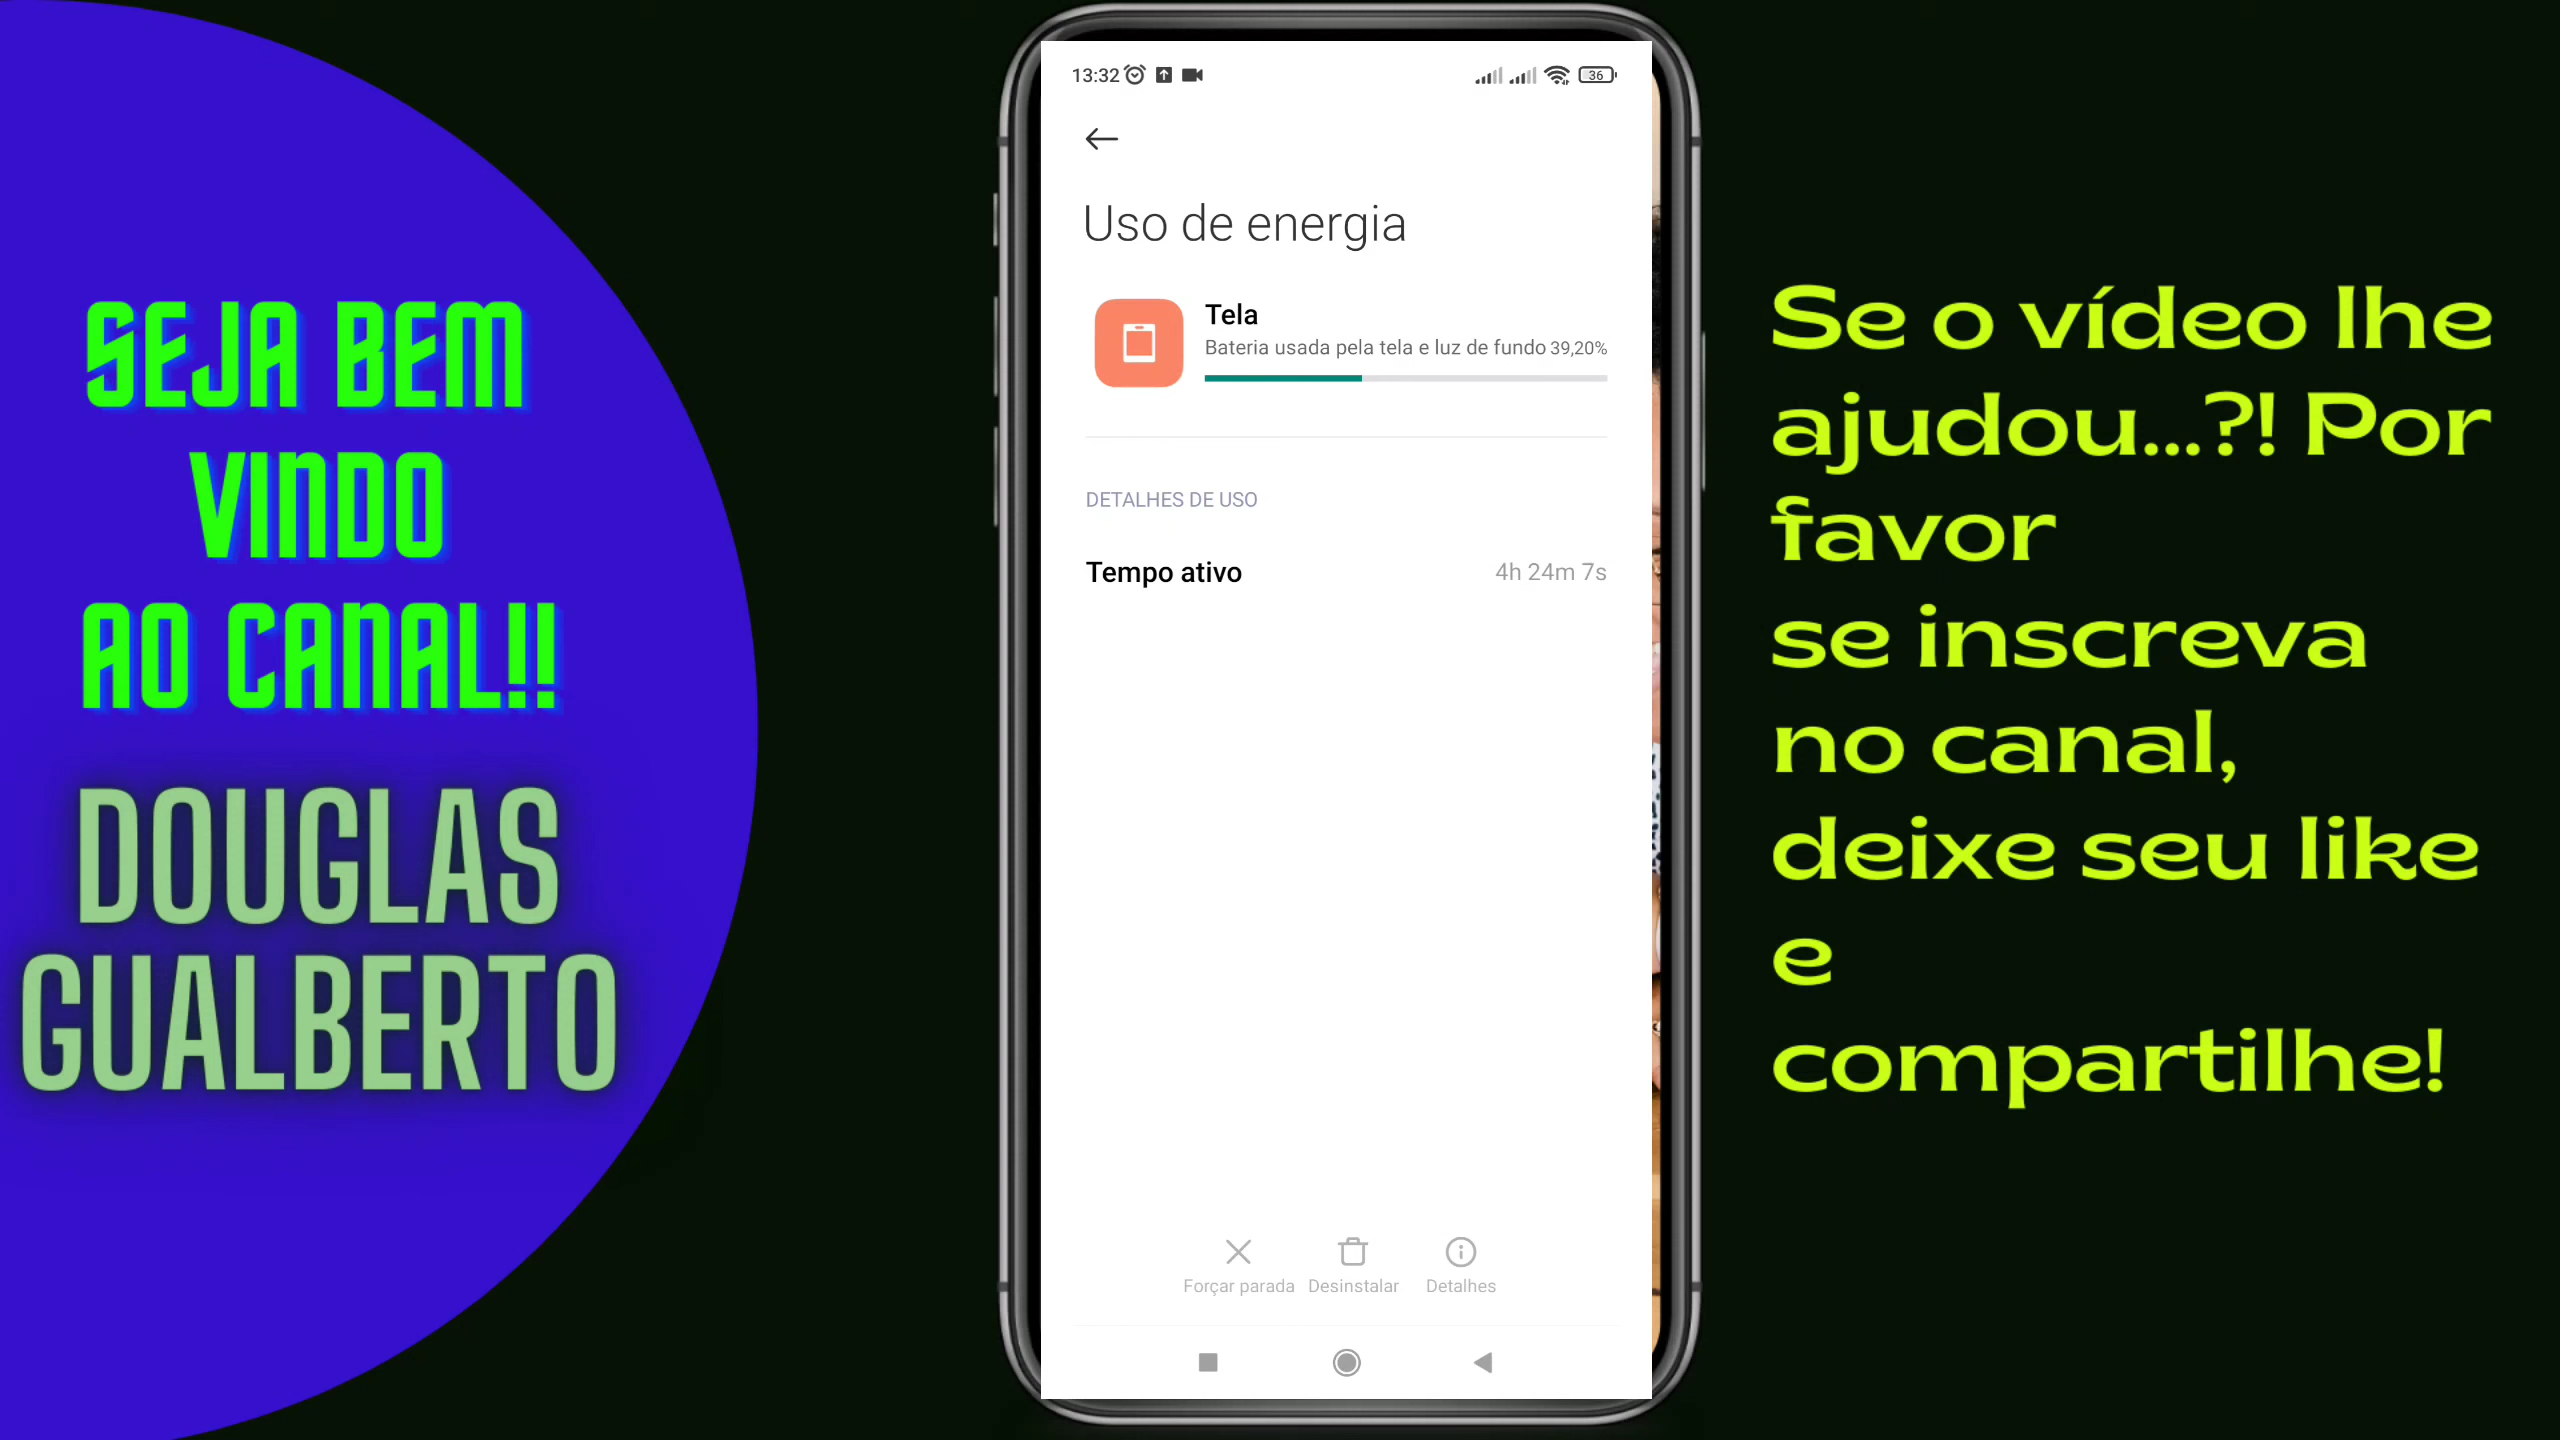 SEJA BEM
VINDO
AO CANAL!!
DOUGLAS
GUALBERTO
13:32
36
Uso de energia
Tela
Bateria usada pela tela e luz de fundo 39,20%
DETALHES DE USO
Tempo ativo 4h 24m 7s
Forçar parada Desinstalar Detalhes
Se o vídeo lhe
ajudou...?! Por
favor
se inscreva
no canal,
deixe seu like
e
compartilhe!